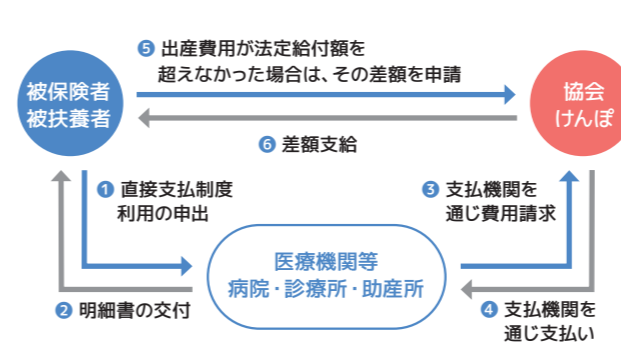 ❺ 出産費用が法定給付額を
超えなかった場合は、その差額を申請
被保険者
被扶養者
協会
けんぽ
❻ 差額支給
❶ 直接支払制度
利用の申出
❸ 支払機関を
通じ費用請求
医療機関等
病院・診療所・助産所
❷ 明細書の交付
❹ 支払機関を
通じ支払い